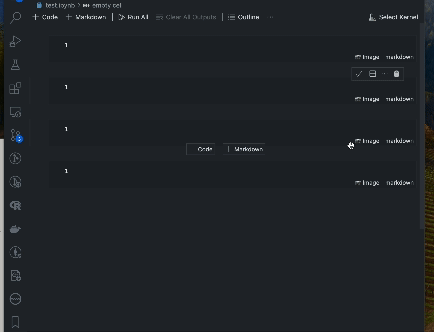 test.ipynb > empty cel
+ Code + Markdown Run All Clear All Outputs Outline ... Select Kernel
1
Image markdown
1
Image markdown
1
Image markdown
Code Markdown
1
Image markdown